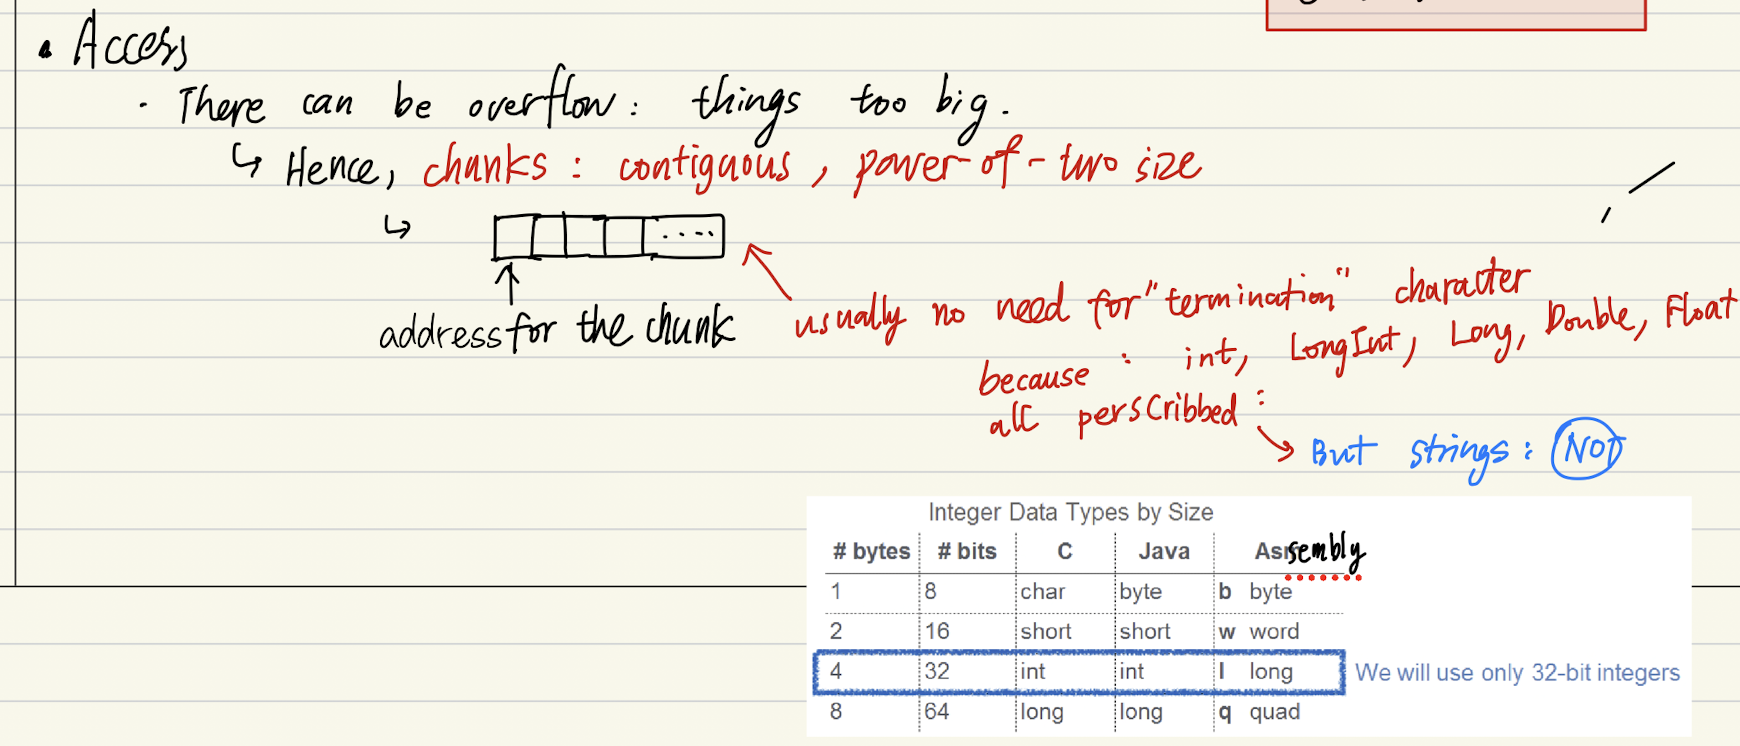 Access
There can be overflow: things too big.
Hence, chunks: contiguous, power-of-two size
address for the chunk
usually no need for "termination" character
because: int, LongInt, Long, Double, Float
all perscribbed:
But strings: NOT
Integer Data Types by Size
# bytes # bits C Java Assembly
1 8 char byte b byte
2 16 short short w word
4 32 int int l long We will use only 32-bit integers
8 64 long long q quad